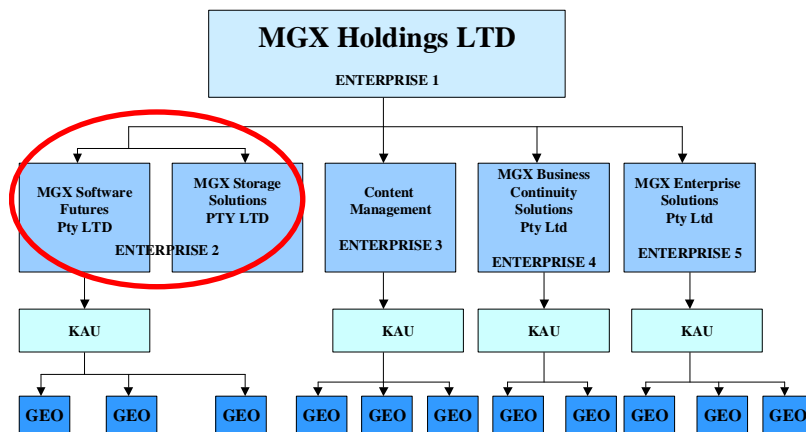 MGX Holdings LTD
ENTERPRISE 1
MGX Software
Futures
Pty LTD
MGX Storage
Solutions
PTY LTD
ENTERPRISE 2
Content
Management
ENTERPRISE 3
MGX Business
Continuity
Solutions
Pty Ltd
ENTERPRISE 4
MGX Enterprise
Solutions
Pty Ltd
ENTERPRISE 5
KAU
KAU
KAU
KAU
GEO
GEO
GEO
GEO
GEO
GEO
GEO
GEO
GEO
GEO
GEO